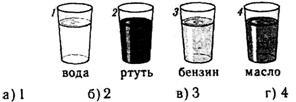 1 2 3 4
вода ртуть бензин масло
а) 1 б) 2 в) 3 г) 4